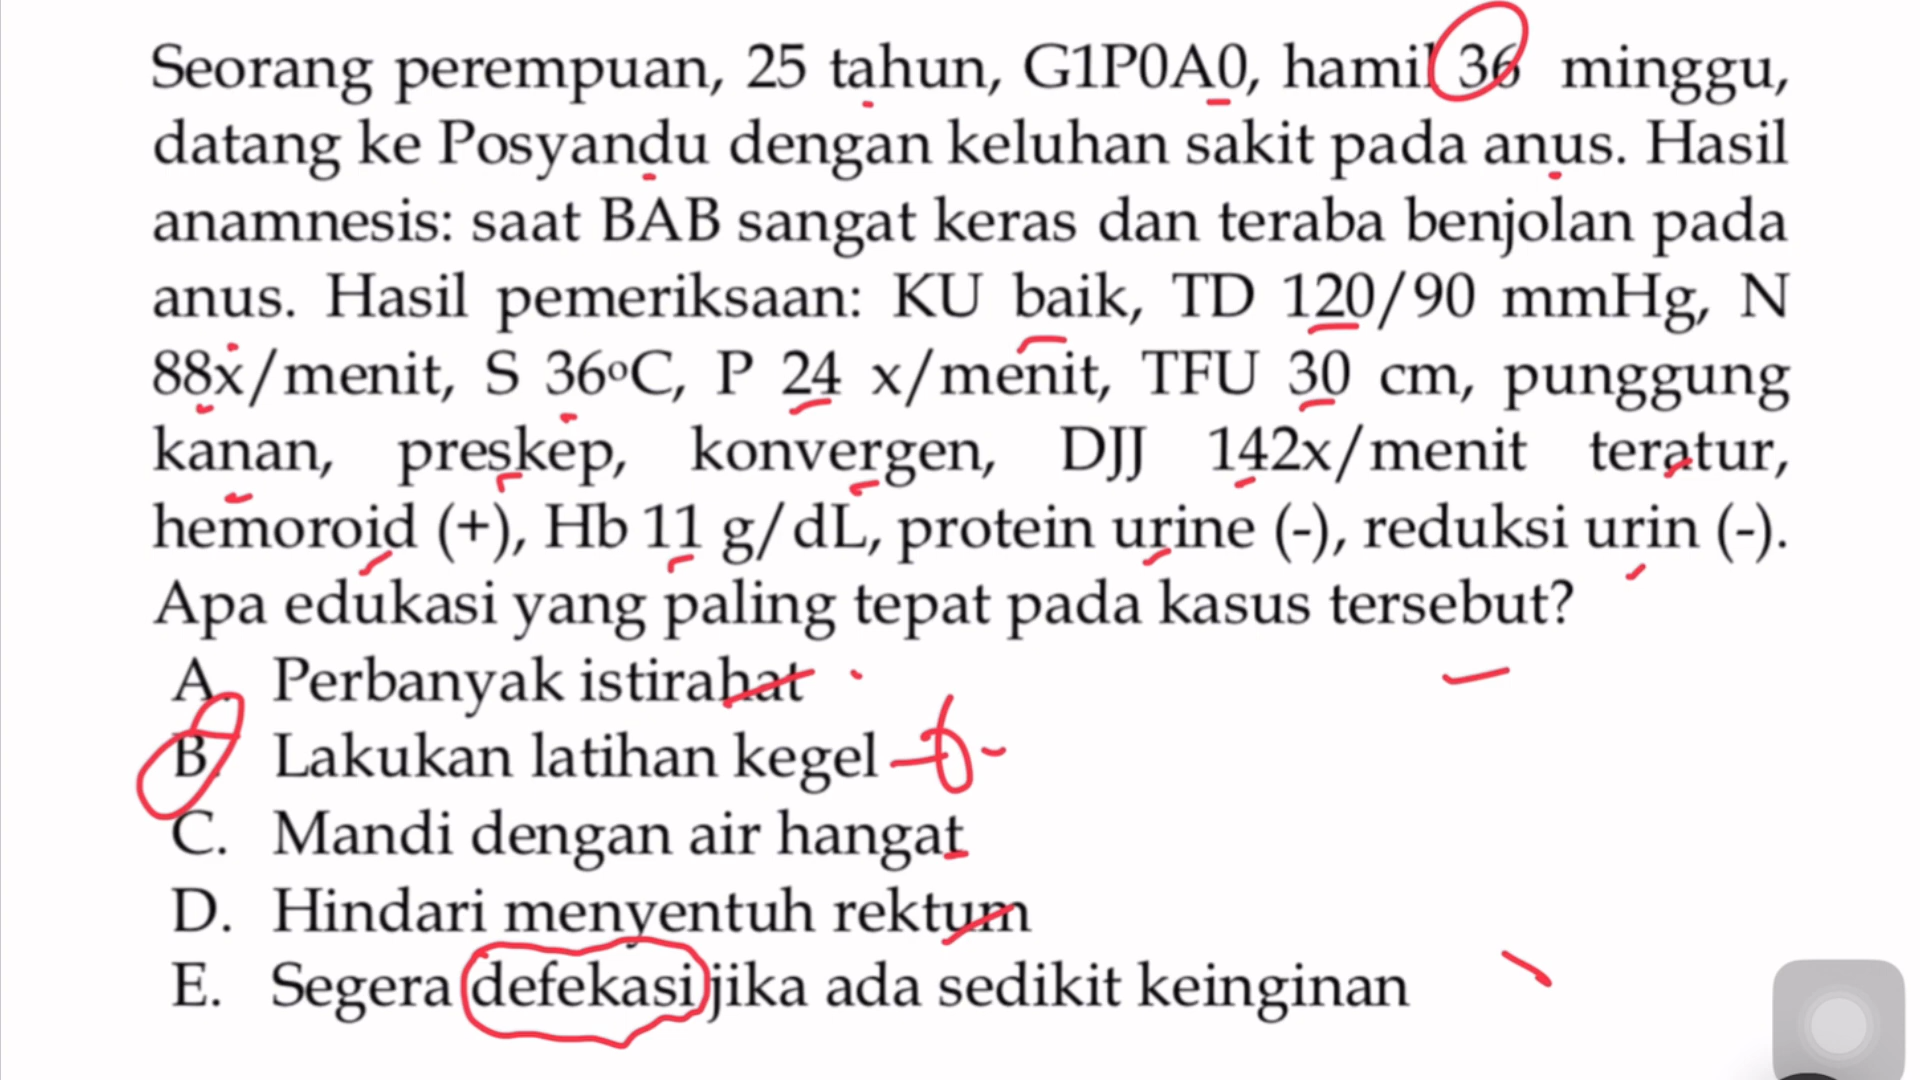 Seorang perempuan, 25 tahun, G1P0A0, hamil 36 minggu,
datang ke Posyandu dengan keluhan sakit pada anus. Hasil
anamnesis: saat BAB sangat keras dan teraba benjolan pada
anus. Hasil pemeriksaan: KU baik, TD 120/90 mmHg, N
88x/menit, S 36°C, P 24 x/menit, TFU 30 cm, punggung
kanan, preskep, konvergen, DJJ 142x/menit teratur,
hemoroid (+), Hb 11 g/dL, protein urine (-), reduksi urin (-).
Apa edukasi yang paling tepat pada kasus tersebut?
A. Perbanyak istirahat
B. Lakukan latihan kegel
C. Mandi dengan air hangat
D. Hindari menyentuh rektum
E. Segera defekasi jika ada sedikit keinginan